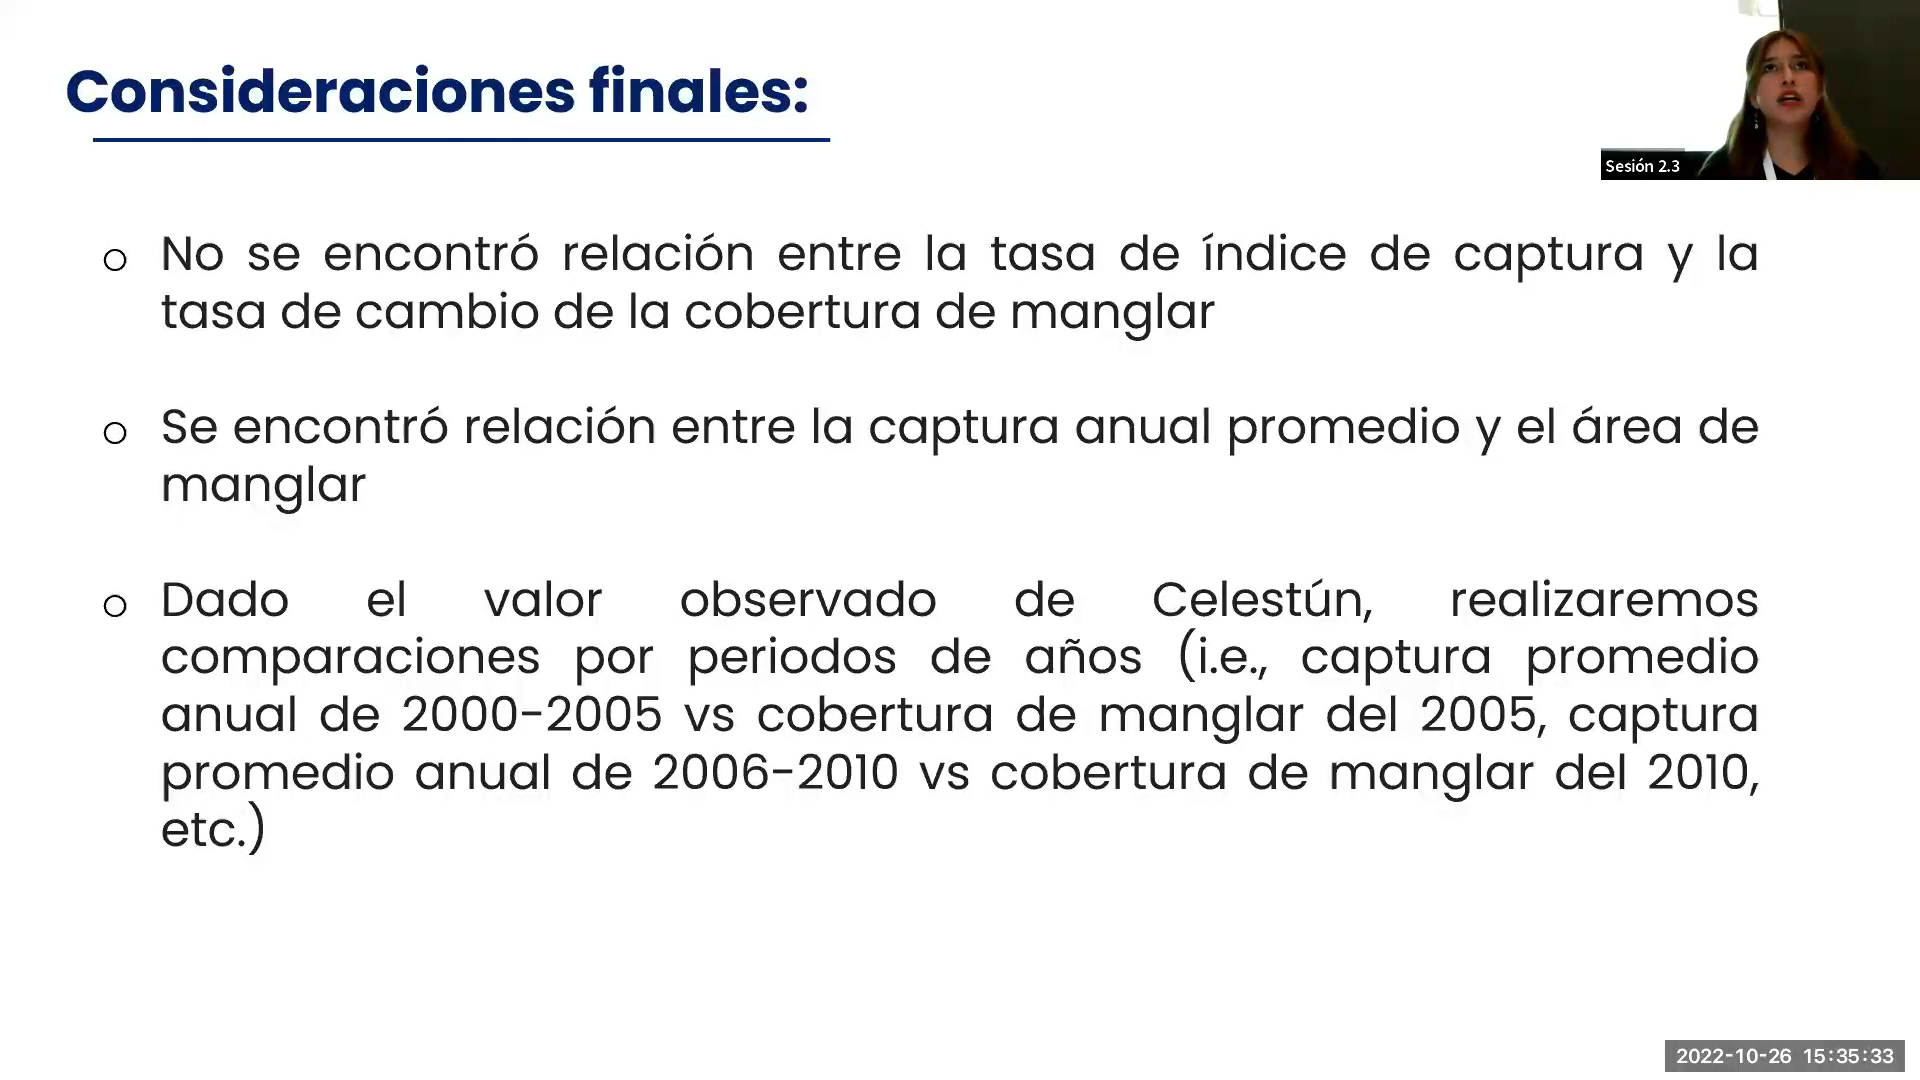 Consideraciones finales:
Sesión 2.3
No se encontró relación entre la tasa de índice de captura y la
tasa de cambio de la cobertura de manglar
Se encontró relación entre la captura anual promedio y el área de
manglar
Dado el valor observado de Celestún, realizaremos
comparaciones por periodos de años (i.e., captura promedio
anual de 2000-2005 vs cobertura de manglar del 2005, captura
promedio anual de 2006-2010 vs cobertura de manglar del 2010,
etc.)
2022-10-26 15:35:33